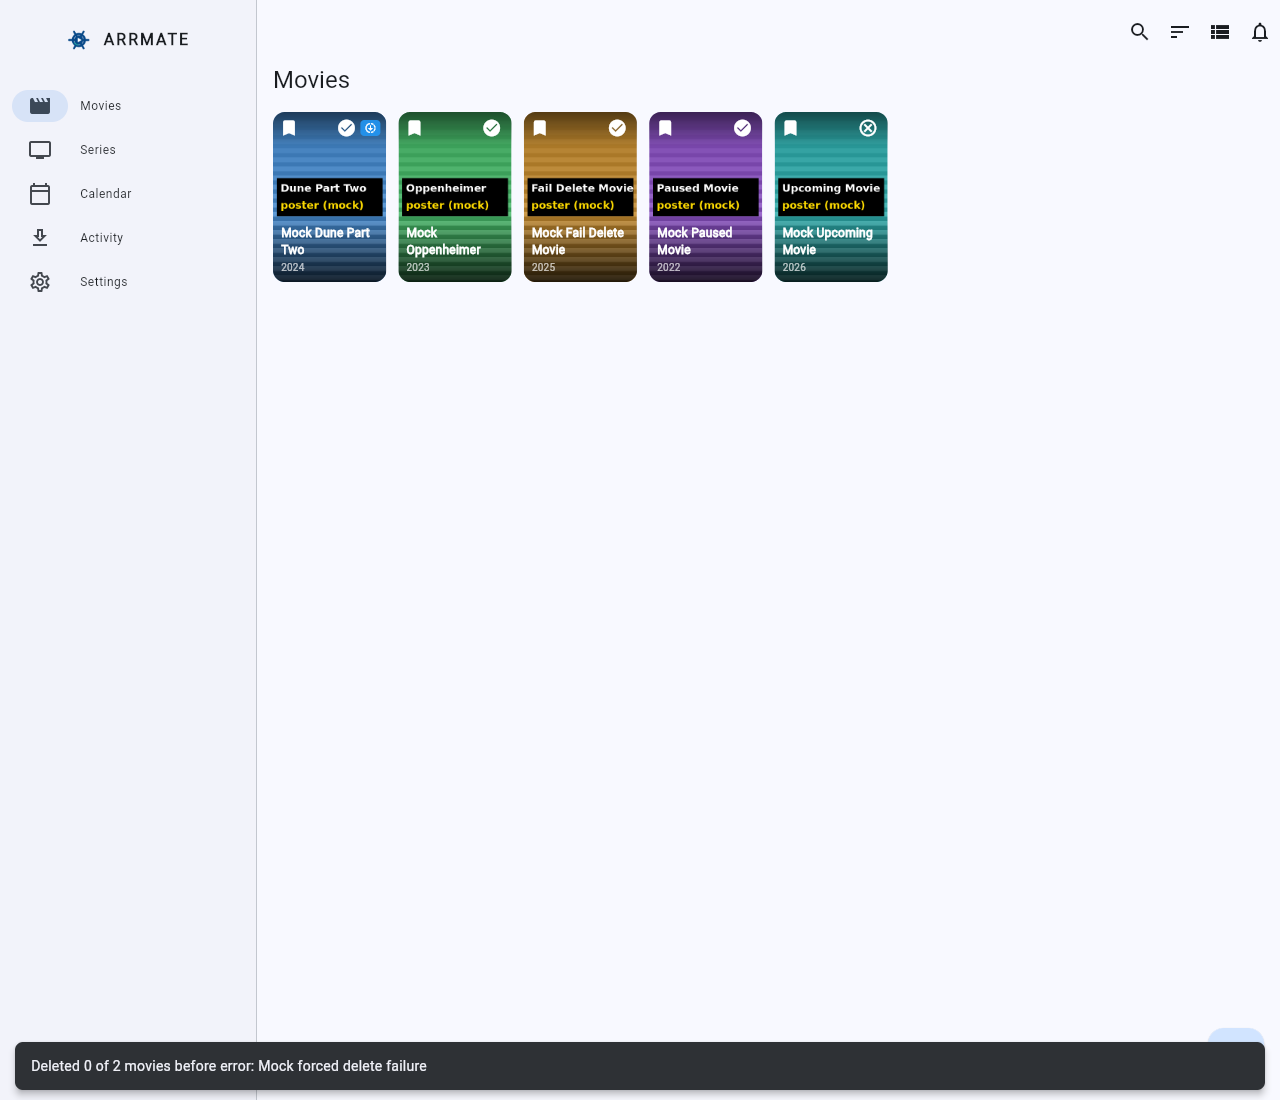 ARRMATE
Movies
Series
Calendar
Activity
Settings
Movies
Dune Part Two
poster (mock)
Mock Dune Part
Two
2024
Oppenheimer
poster (mock)
Mock
Oppenheimer
2023
Fail Delete Movie
poster (mock)
Mock Fail Delete
Movie
2025
Paused Movie
poster (mock)
Mock Paused
Movie
2022
Upcoming Movie
poster (mock)
Mock Upcoming
Movie
2026
Deleted 0 of 2 movies before error: Mock forced delete failure